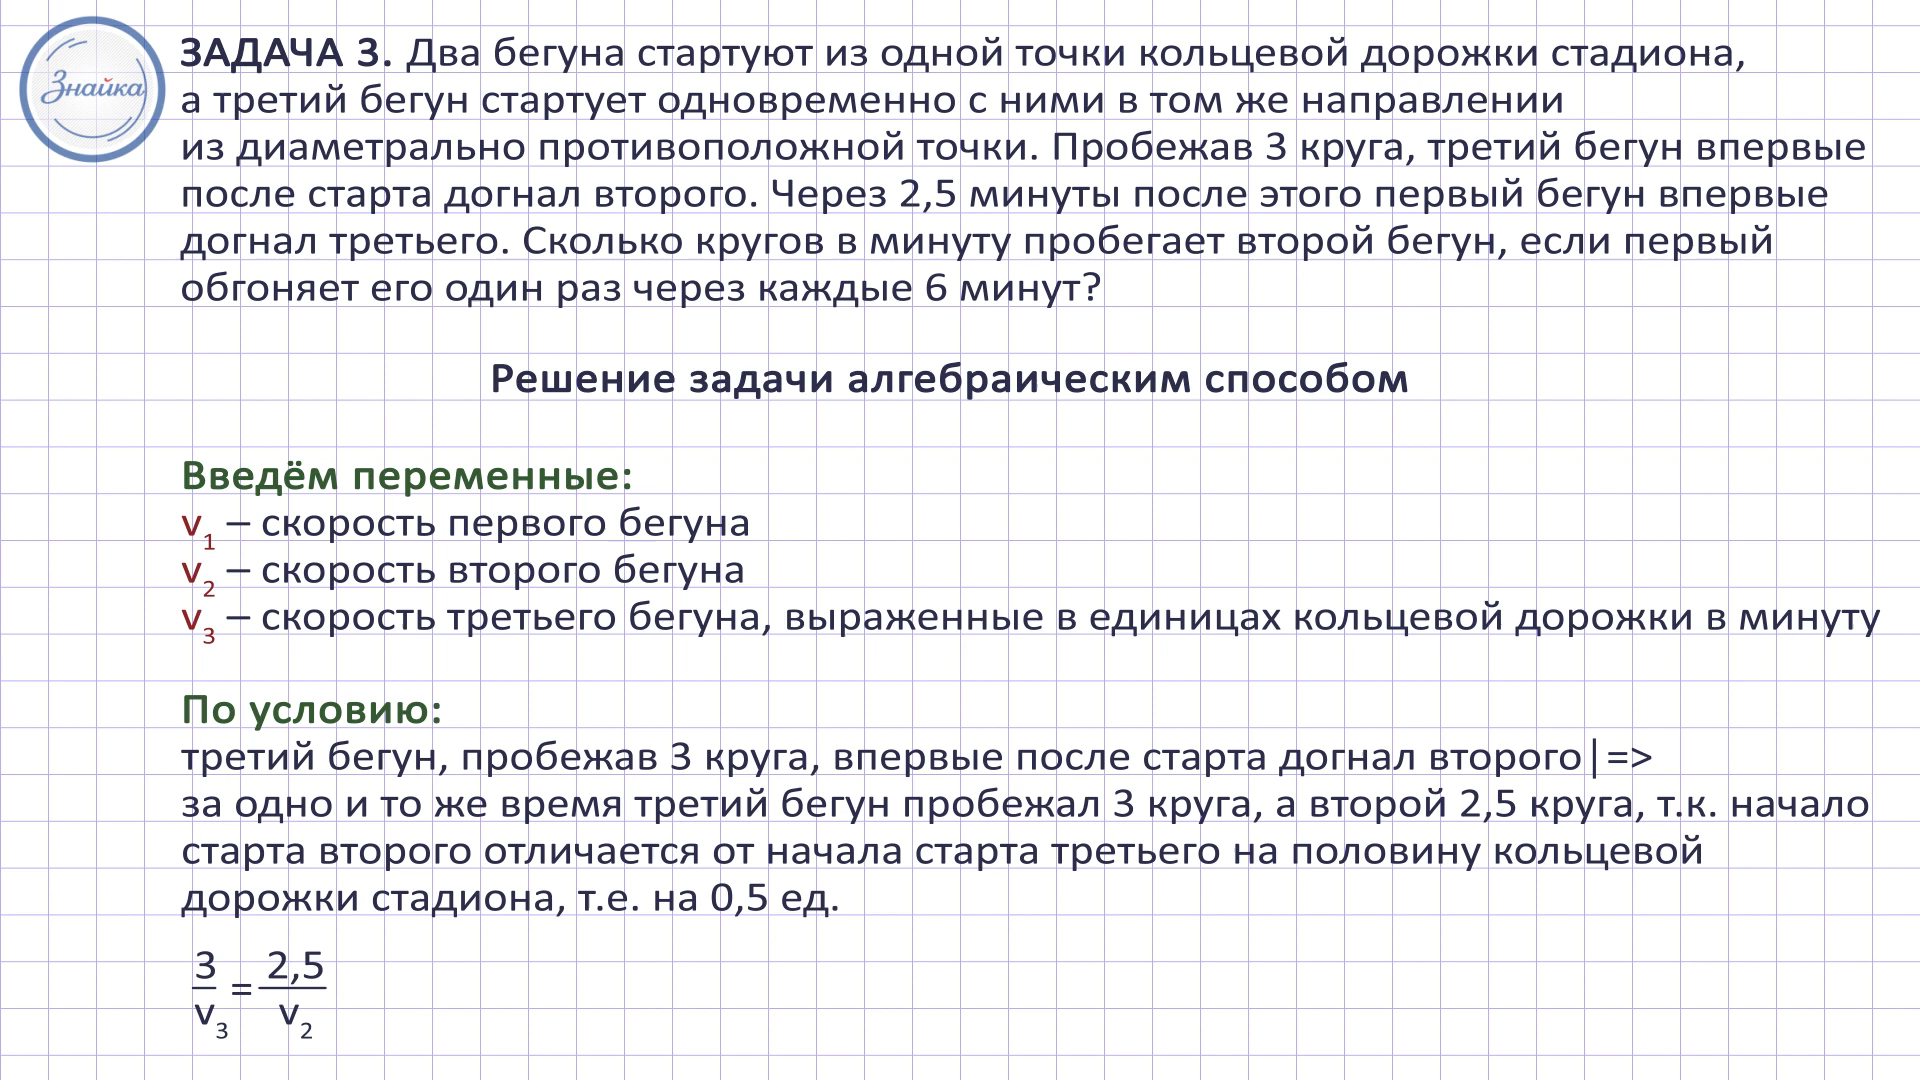 Знайка
ЗАДАЧА 3. Два бегуна стартуют из одной точки кольцевой дорожки стадиона,
а третий бегун стартует одновременно с ними в том же направлении
из диаметрально противоположной точки. Пробежав 3 круга, третий бегун впервые
после старта догнал второго. Через 2,5 минуты после этого первый бегун впервые
догнал третьего. Сколько кругов в минуту пробегает второй бегун, если первый
обгоняет его один раз через каждые 6 минут?
Решение задачи алгебраическим способом
Введём переменные:
v₁ – скорость первого бегуна
v₂ – скорость второго бегуна
v₃ – скорость третьего бегуна, выраженные в единицах кольцевой дорожки в минуту
По условию:
третий бегун, пробежав 3 круга, впервые после старта догнал второго|=>
за одно и то же время третий бегун пробежал 3 круга, а второй 2,5 круга, т.к. начало
старта второго отличается от начала старта третьего на половину кольцевой
дорожки стадиона, т.е. на 0,5 ед.
3/v₃ = 2,5/v₂